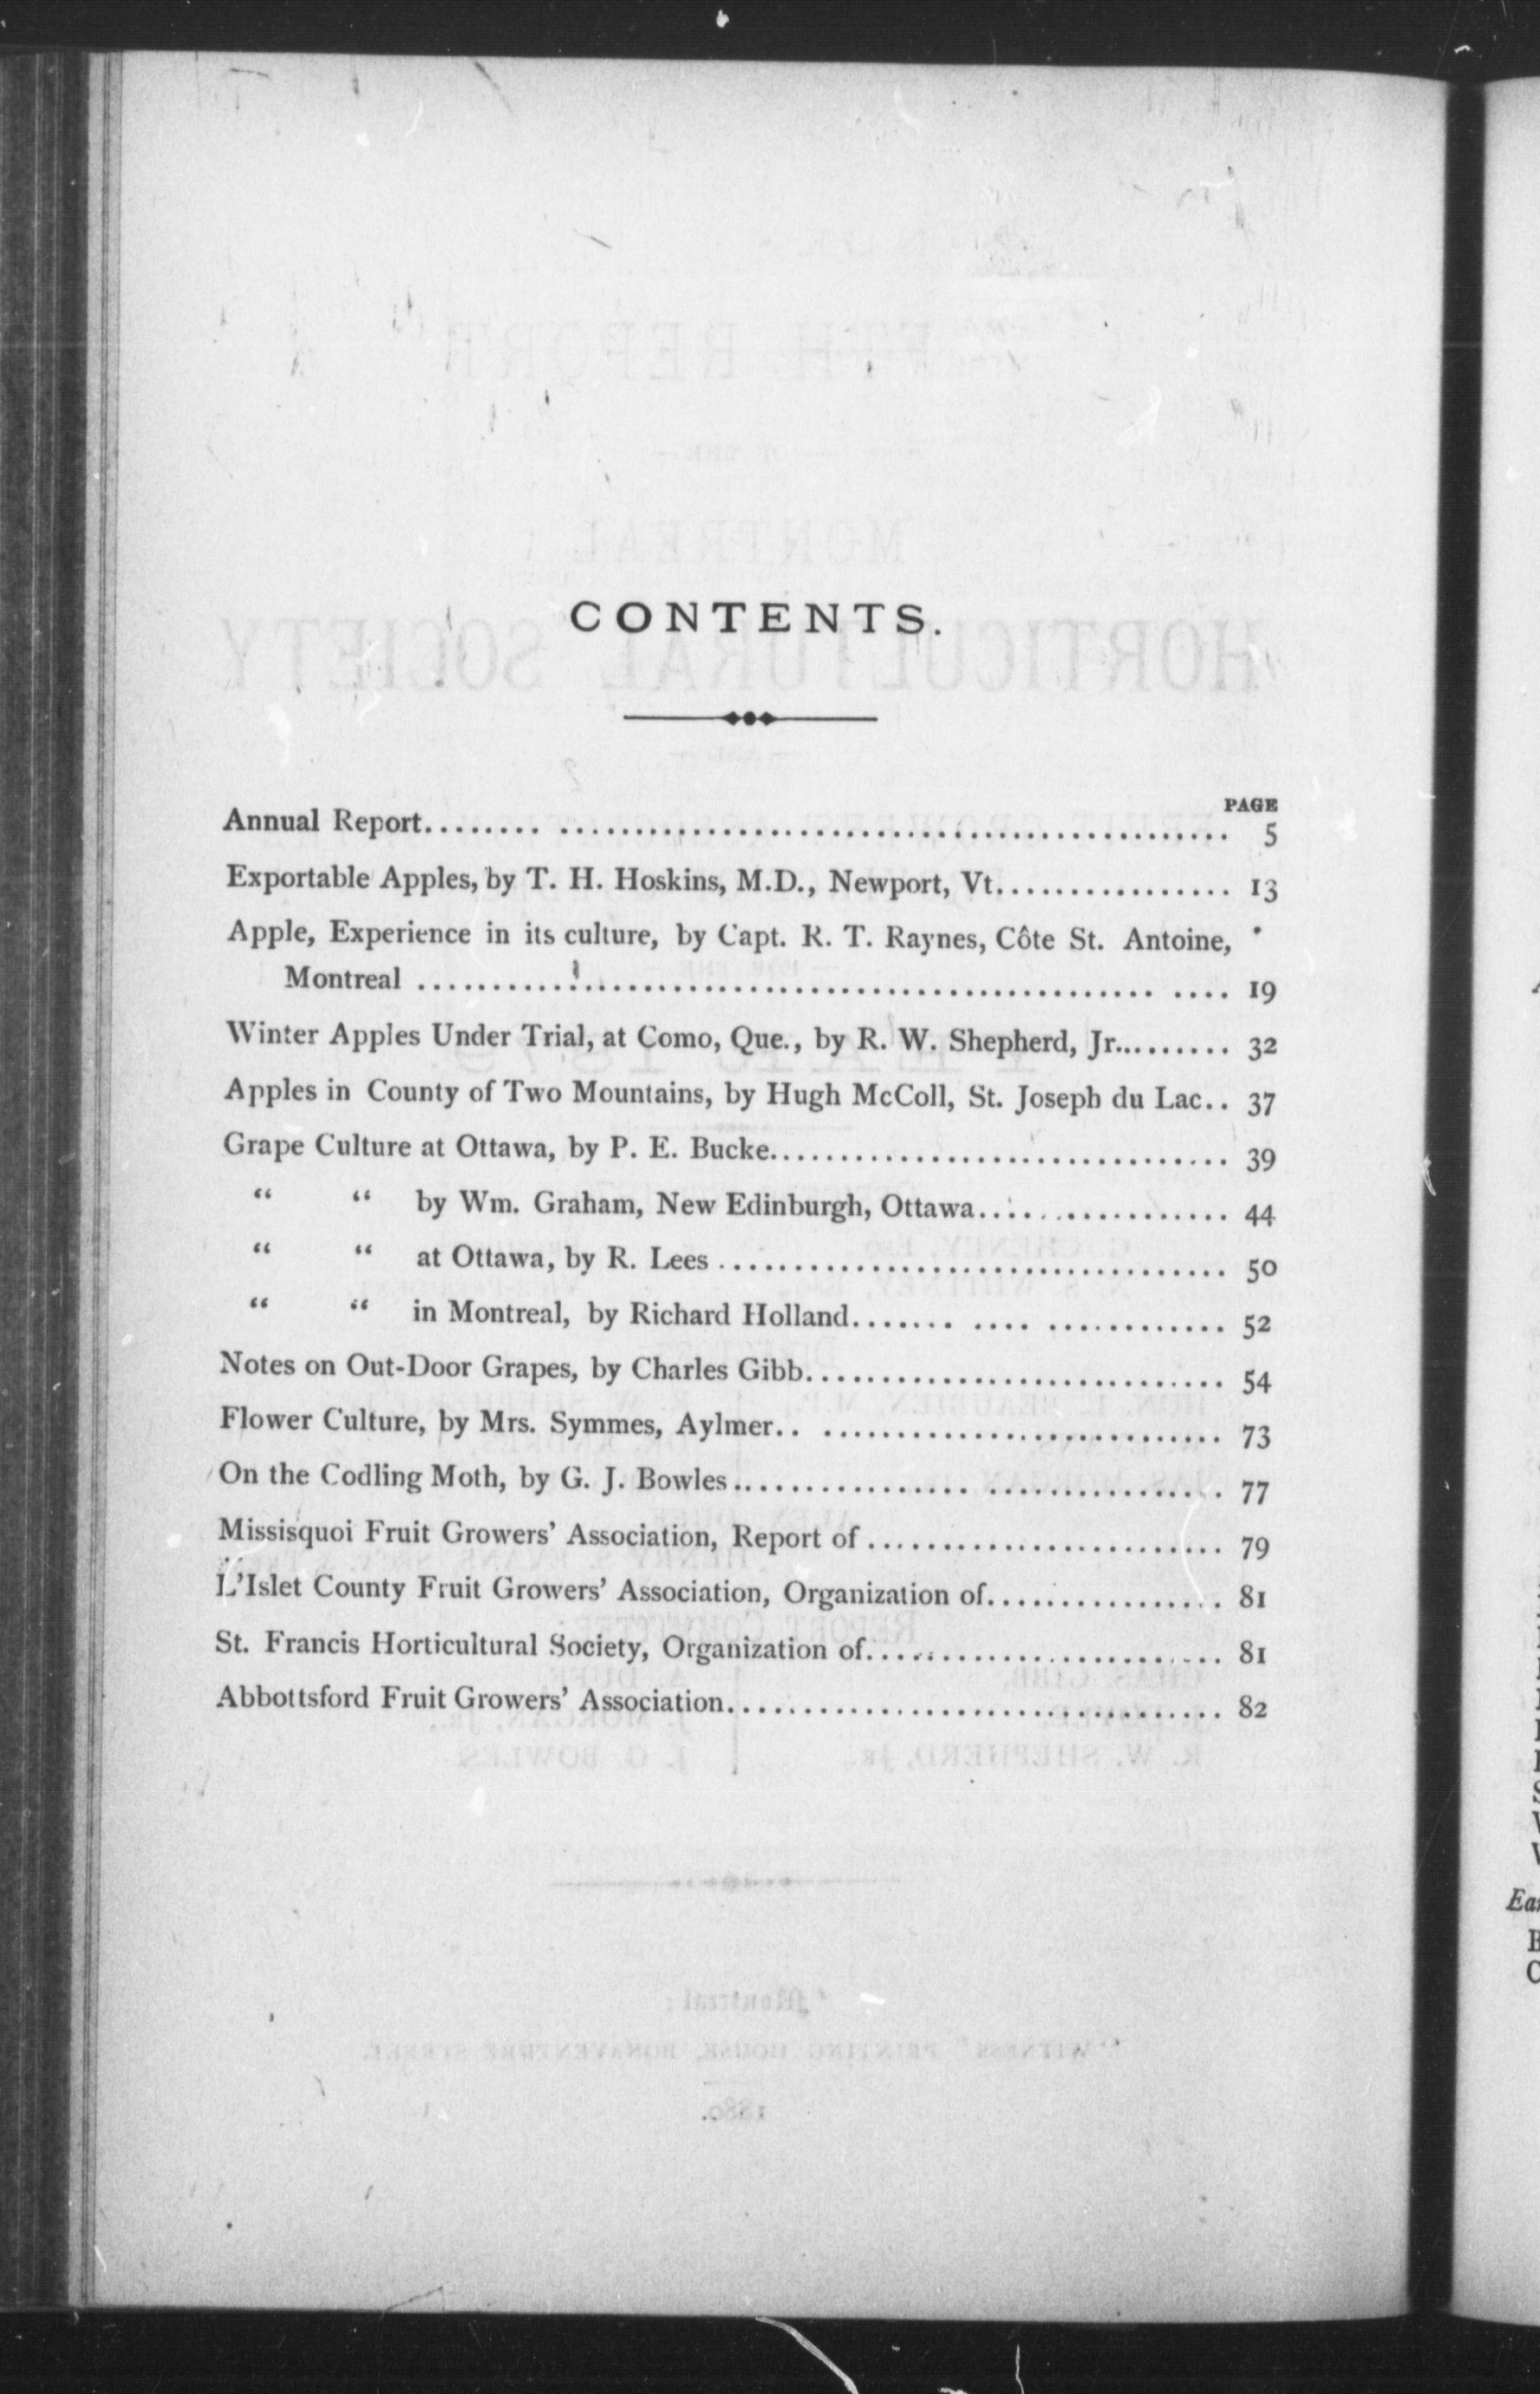 CONTENTS.
PAGE
Annual Report........ ............................................. 5
Exportable Apples, by T. H. Hoskins, M.D., Newport, Vt................ 13
Apple, Experience in its culture, by Capt. R. T. Raynes, Côte St. Antoine,
Montreal ................................................. .... 19
Winter Apples Under Trial, at Como, Que., by R. W. Shepherd, Jr......... 32
Apples in County of Two Mountains, by Hugh McColl, St. Joseph du Lac.. 37
Grape Culture at Ottawa, by P. E. Bucke............................... 39
“ “ by Wm. Graham, New Edinburgh, Ottawa................. 44
“ “ at Ottawa, by R. Lees .................................. 50
“ “ in Montreal, by Richard Holland....... .... ............ 52
Notes on Out-Door Grapes, by Charles Gibb............................ 54
Flower Culture, by Mrs. Symmes, Aylmer.. ........................... 73
On the Codling Moth, by G. J. Bowles................ ................ 77
Missisquoi Fruit Growers’ Association, Report of ........................ 79
L’Islet County Fruit Growers’ Association, Organization of................ 81
St. Francis Horticultural Society, Organization of........................ 81
Abbottsford Fruit Growers’ Association................................. 82